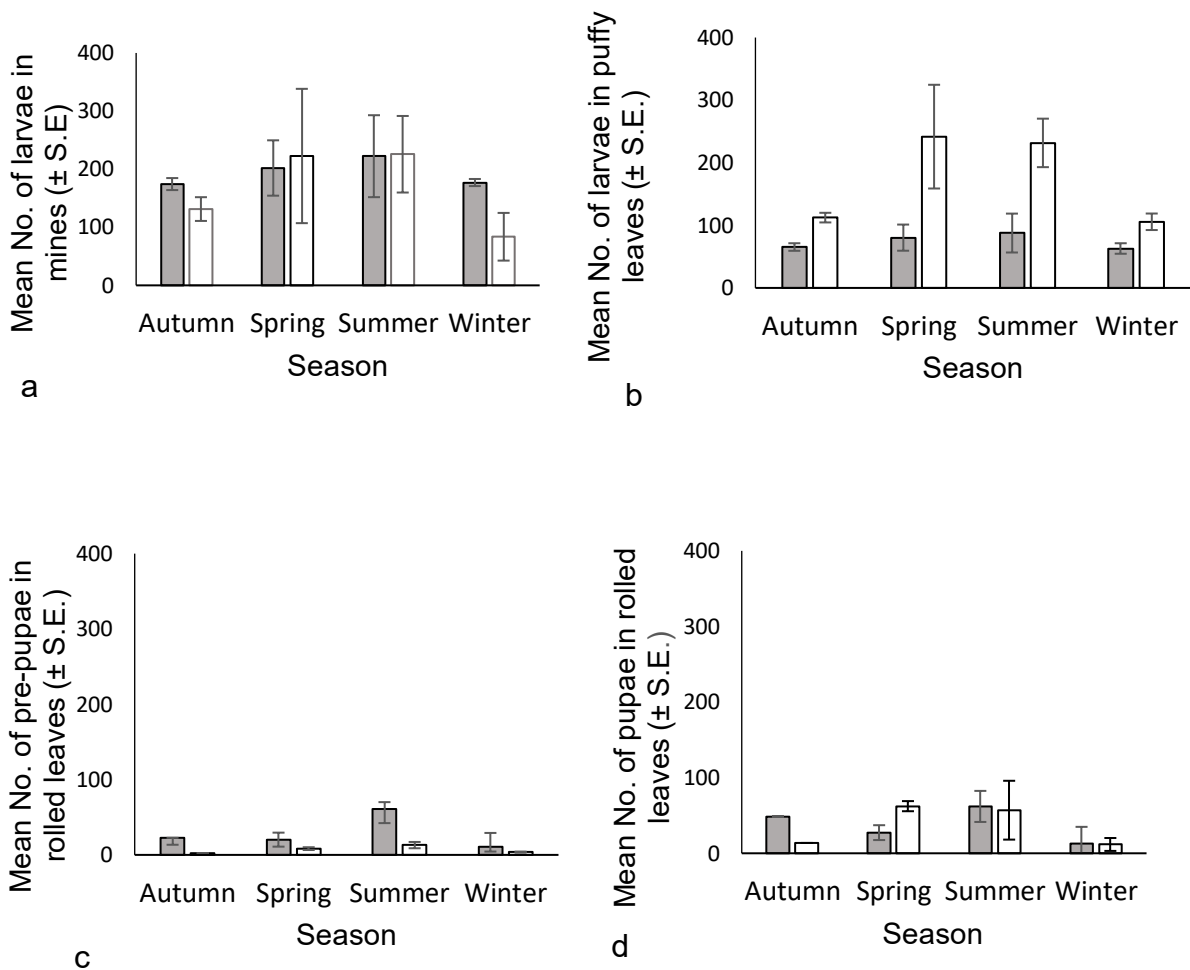 Mean No. of larvae in
mines (± S.E)
400
300
200
100
0
Autumn Spring Summer Winter
Season
a
Mean No. of larvae in puffy
leaves (± S.E.)
400
300
200
100
0
Autumn Spring Summer Winter
Season
b
Mean No. of pre-pupae in
rolled leaves (± S.E.)
400
300
200
100
0
Autumn Spring Summer Winter
Season
c
Mean No. of pupae in rolled
leaves (± S.E.)
400
300
200
100
0
Autumn Spring Summer Winter
Season
d